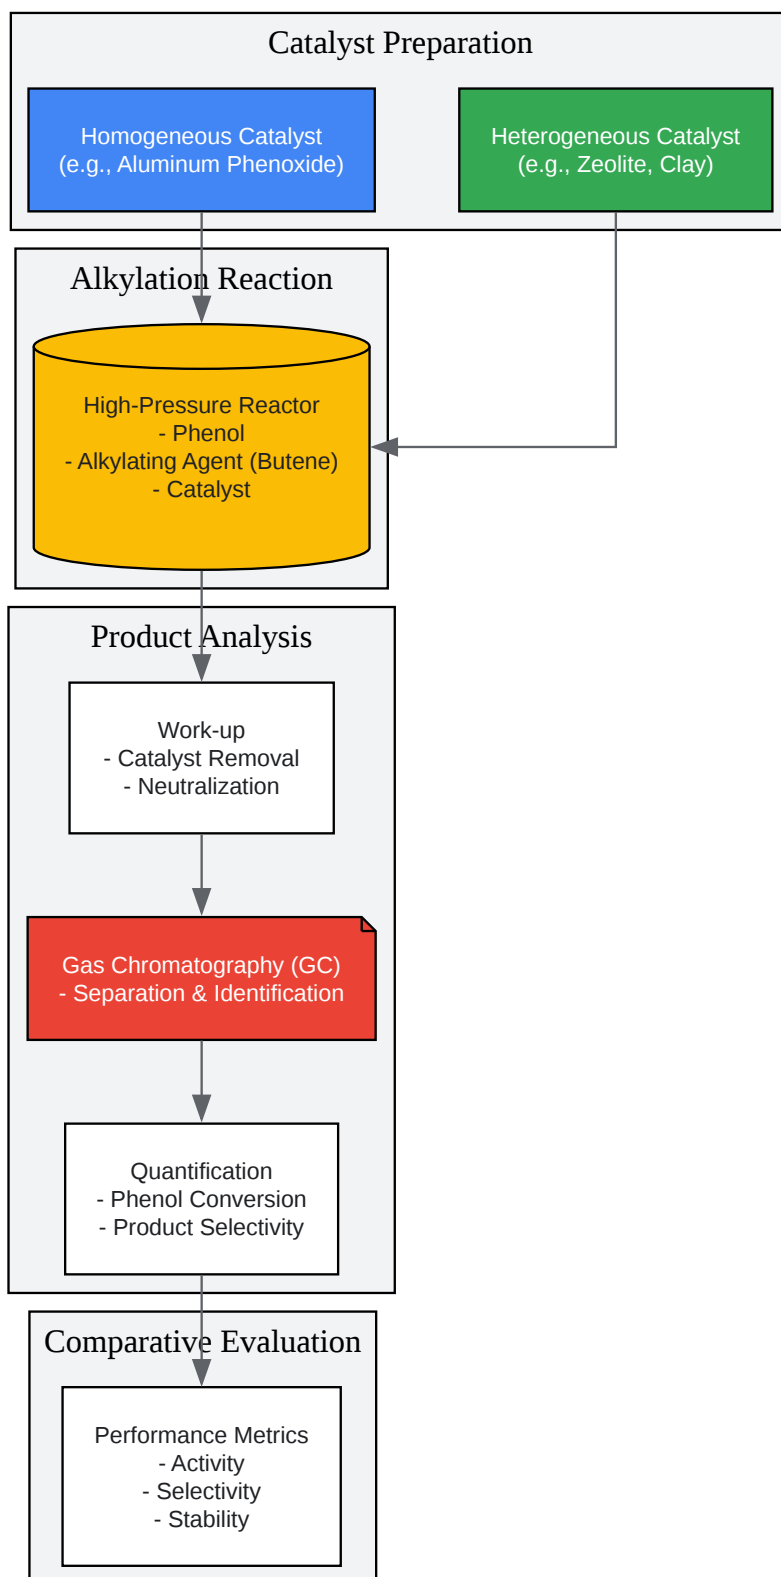 Catalyst Preparation
Homogeneous Catalyst
(e.g., Aluminum Phenoxide)
Heterogeneous Catalyst
(e.g., Zeolite, Clay)
Alkylation Reaction
High-Pressure Reactor
- Phenol
- Alkylating Agent (Butene)
- Catalyst
Product Analysis
Work-up
- Catalyst Removal
- Neutralization
Gas Chromatography (GC)
- Separation & Identification
Quantification
- Phenol Conversion
- Product Selectivity
Comparative Evaluation
Performance Metrics
- Activity
- Selectivity
- Stability